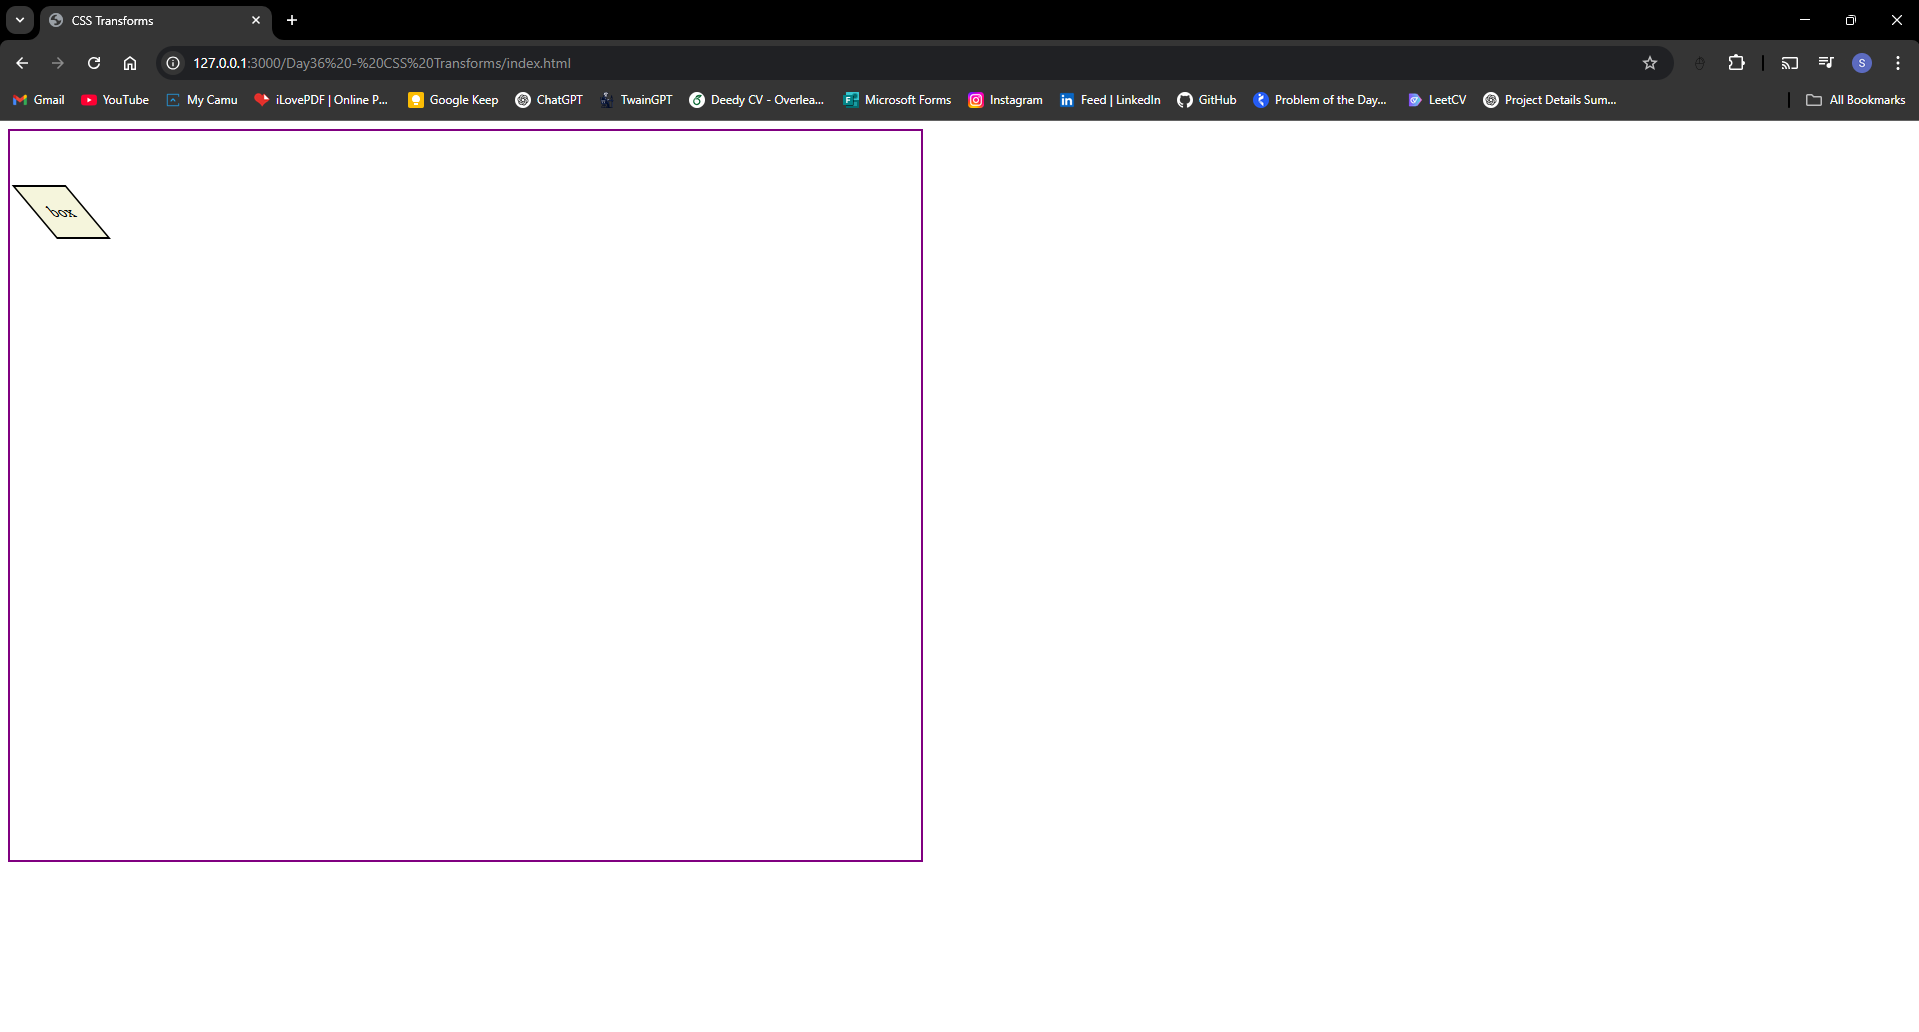 CSS Transforms
127.0.0.1:3000/Day36%20-%20CSS%20Transforms/index.html
S
Gmail YouTube My Camu iLovePDF | Online P... Google Keep ChatGPT TwainGPT Deedy CV - Overlea... Microsoft Forms Instagram Feed | LinkedIn GitHub Problem of the Day... LeetCV Project Details Sum... All Bookmarks
box